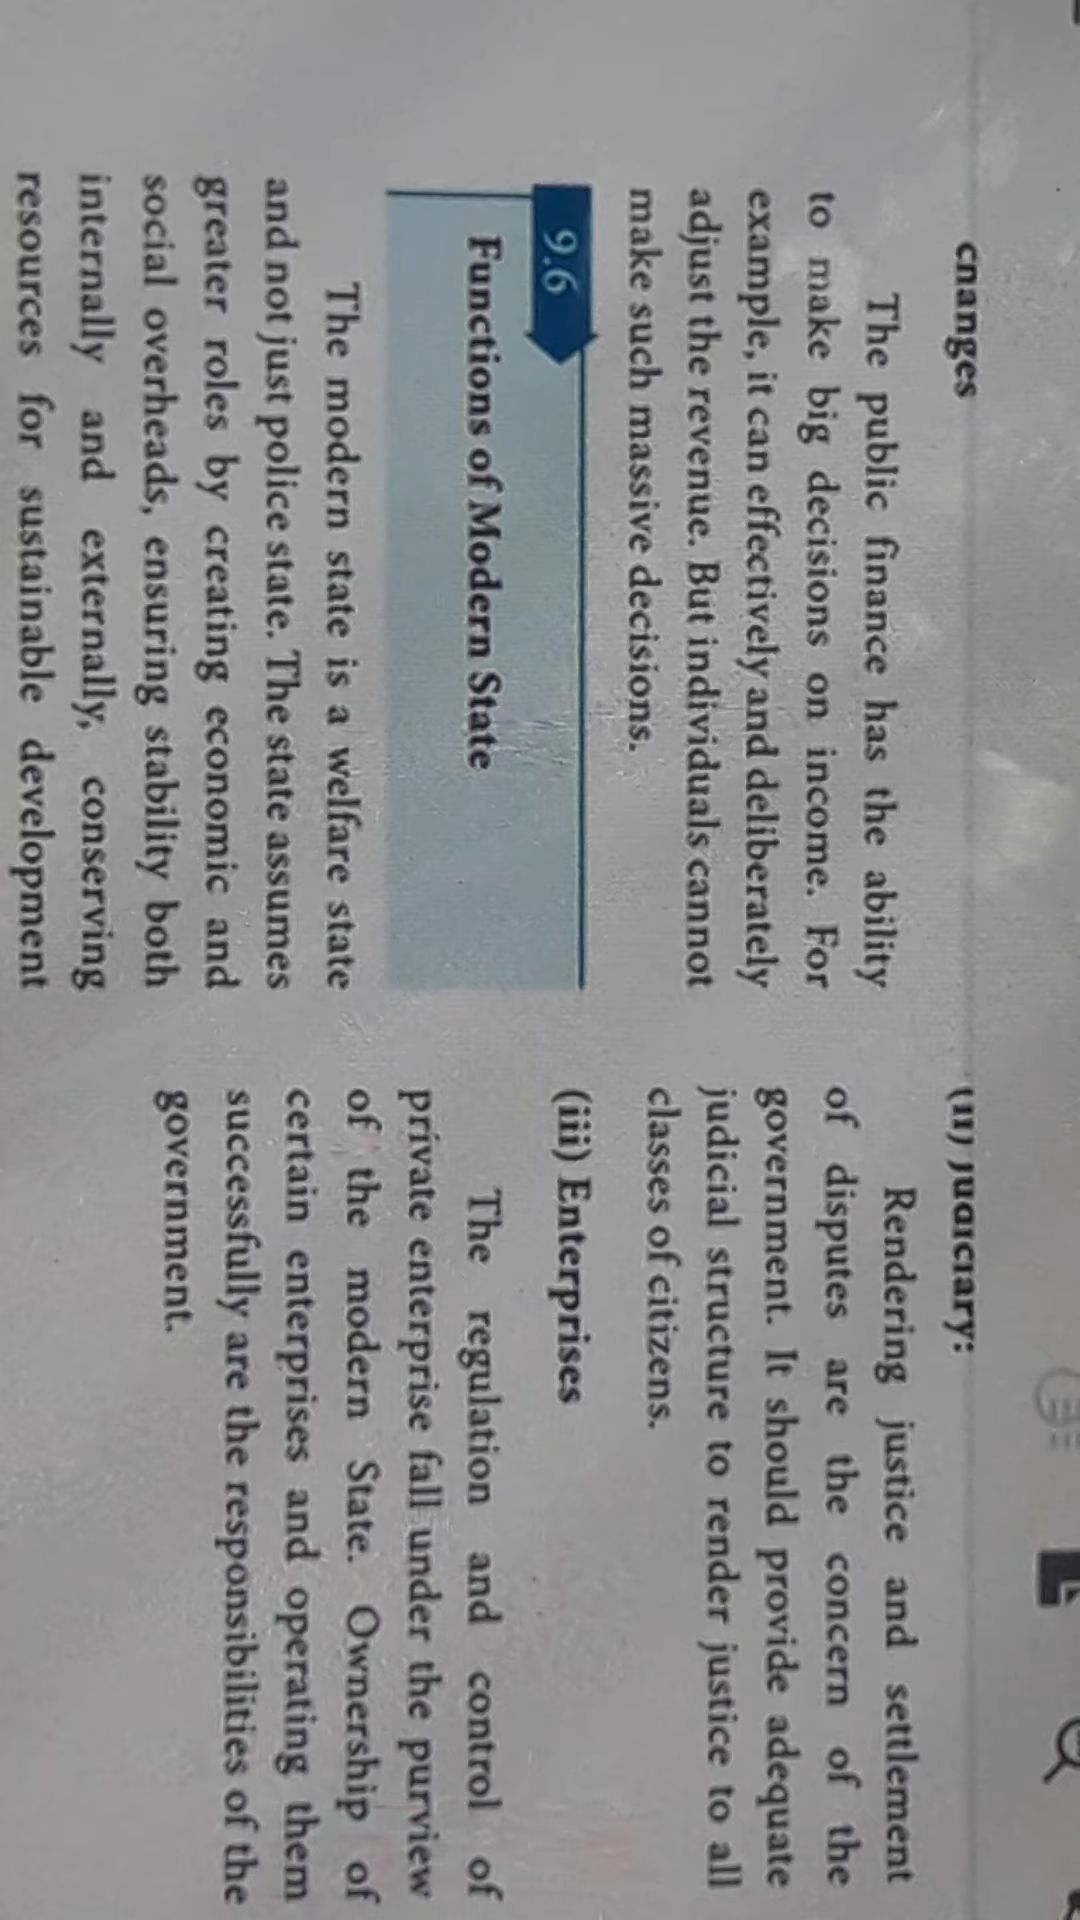 changes
The public finance has the ability
to make big decisions on income. For
example, it can effectively and deliberately
adjust the revenue. But individuals cannot
make such massive decisions.
9.6
Functions of Modern State
The modern state is a welfare state
and not just police state. The state assumes
greater roles by creating economic and
social overheads, ensuring stability both
internally and externally, conserving
resources for sustainable development
(ii) Judiciary:
Rendering justice and settlement
of disputes are the concern of the
government. It should provide adequate
judicial structure to render justice to all
classes of citizens.
(iii) Enterprises
The regulation and control of
private enterprise fall under the purview
of the modern State. Ownership of
certain enterprises and operating them
successfully are the responsibilities of the
government.